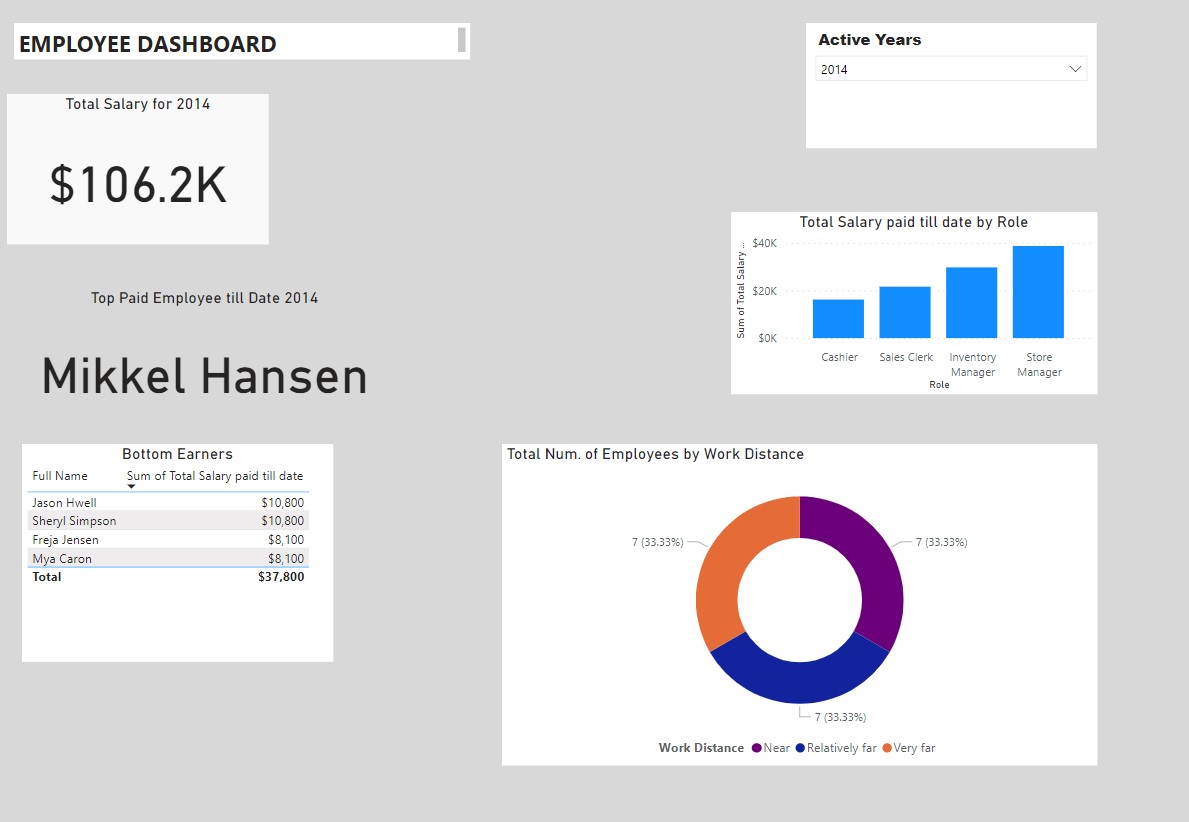 EMPLOYEE DASHBOARD
Active Years
2014
Total Salary for 2014
$106.2K
Top Paid Employee till Date 2014
Mikkel Hansen
Total Salary paid till date by Role
Sum of Total Salary ...
$40K
$20K
$0K
Cashier
Sales Clerk
Inventory
Manager
Store
Manager
Role
Bottom Earners
Full Name Sum of Total Salary paid till date
Jason Hwell $10,800
Sheryl Simpson $10,800
Freja Jensen $8,100
Mya Caron $8,100
Total $37,800
Total Num. of Employees by Work Distance
7 (33.33%)
7 (33.33%)
7 (33.33%)
Work Distance Near Relatively far Very far